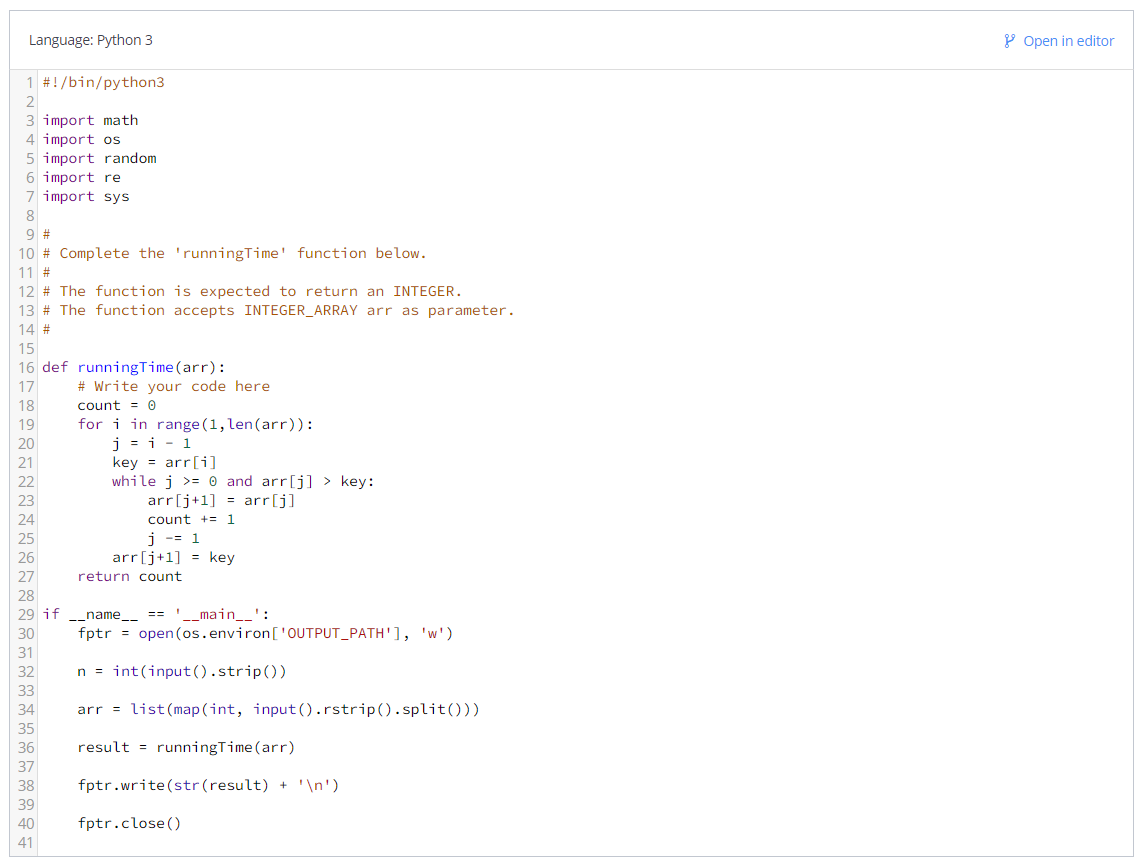 Language: Python 3
Open in editor
1 #!/bin/python3
2
3 import math
4 import os
5 import random
6 import re
7 import sys
8
9 #
10 # Complete the 'runningTime' function below.
11 #
12 # The function is expected to return an INTEGER.
13 # The function accepts INTEGER_ARRAY arr as parameter.
14 #
15
16 def runningTime(arr):
17     # Write your code here
18     count = 0
19     for i in range(1,len(arr)):
20         j = i - 1
21         key = arr[i]
22         while j >= 0 and arr[j] > key:
23             arr[j+1] = arr[j]
24             count += 1
25             j -= 1
26         arr[j+1] = key
27     return count
28
29 if __name__ == '__main__':
30     fptr = open(os.environ['OUTPUT_PATH'], 'w')
31
32     n = int(input().strip())
33
34     arr = list(map(int, input().rstrip().split()))
35
36     result = runningTime(arr)
37
38     fptr.write(str(result) + '\n')
39
40     fptr.close()
41